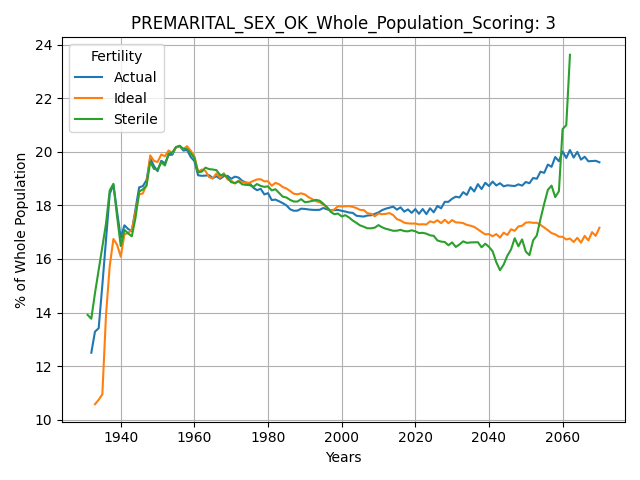 PREMARITAL_SEX_OK_Whole_Population_Scoring: 3
Fertility
Actual
Ideal
Sterile
% of Whole Population
24
22
20
18
16
14
12
10
1940
1960
1980
2000
2020
2040
2060
Years